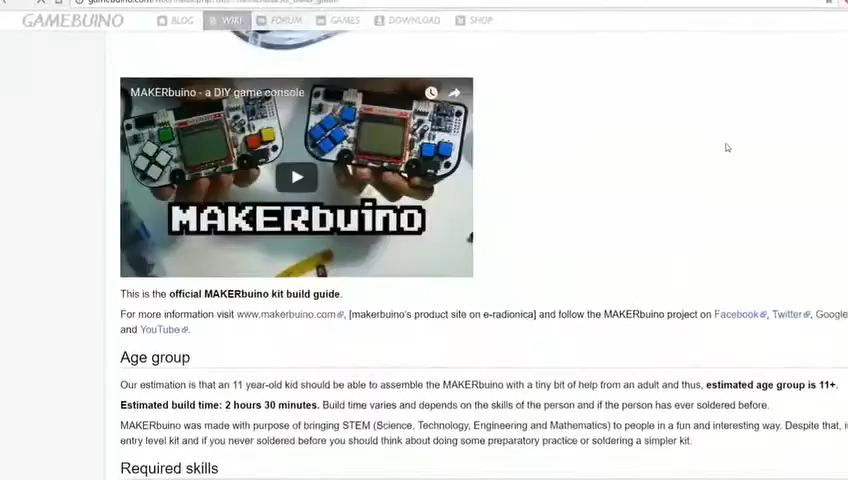 GAMEBUINO BLOG WIKI FORUM GAMES DOWNLOAD SHOP
MAKERbuino - a DIY game console
MAKERbuino
This is the official MAKERbuino kit build guide.
For more information visit www.makerbuino.com, [makerbuino's product site on e-radionica] and follow the MAKERbuino project on Facebook, Twitter, Google
and YouTube.
Age group
Our estimation is that an 11 year-old kid should be able to assemble the MAKERbuino with a tiny bit of help from an adult and thus, estimated age group is 11+.
Estimated build time: 2 hours 30 minutes. Build time varies and depends on the skills of the person and if the person has ever soldered before.
MAKERbuino was made with purpose of bringing STEM (Science, Technology, Engineering and Mathematics) to people in a fun and interesting way. Despite that,
entry level kit and if you never soldered before you should think about doing some preparatory practice or soldering a simpler kit.
Required skills